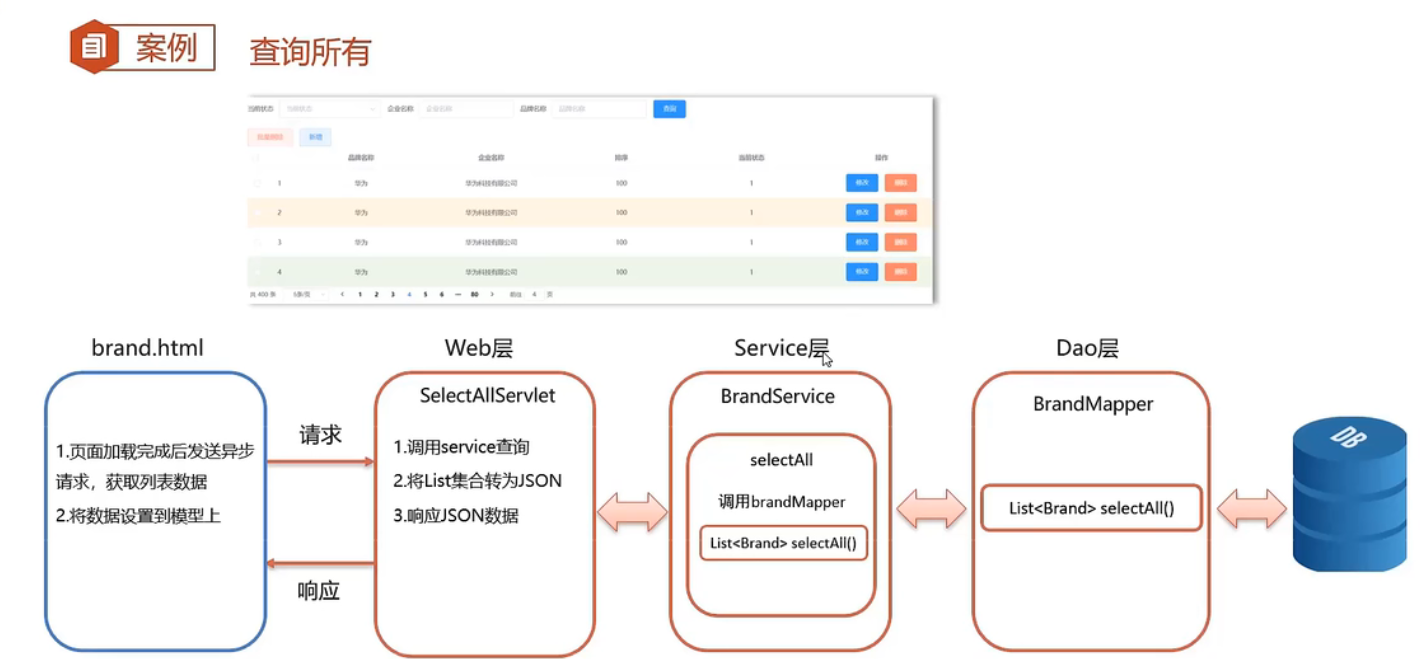 案例
查询所有
当前状态 当前状态 企业名称 企业名称 品牌名称 品牌名称 查询
批量删除 新增
品牌名称 企业名称 排序 当前状态 操作
1 华为 华为科技有限公司 100 1 修改 删除
2 华为 华为科技有限公司 100 1 修改 删除
3 华为 华为科技有限公司 100 1 修改 删除
4 华为 华为科技有限公司 100 1 修改 删除
共 400 条 5条/页 1 2 3 4 5 6 ··· 80 前往 4 页
brand.html
Web层
Service层
Dao层
SelectAllServlet
BrandService
BrandMapper
1.页面加载完成后发送异步
请求，获取列表数据
2.将数据设置到模型上
请求
响应
1.调用service查询
2.将List集合转为JSON
3.响应JSON数据
selectAll
调用brandMapper
List<Brand> selectAll()
List<Brand> selectAll()
DB